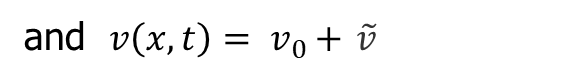 and v(x, t) = v₀ + ṽ